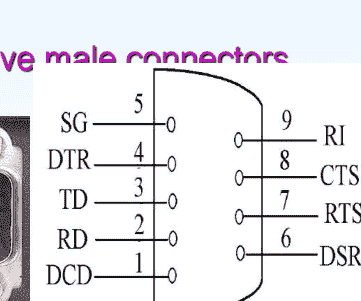 ve male connectors
SG 5
9 RI
DTR 4
8 CTS
TD 3
7 RTS
RD 2
6 DSR
DCD 1